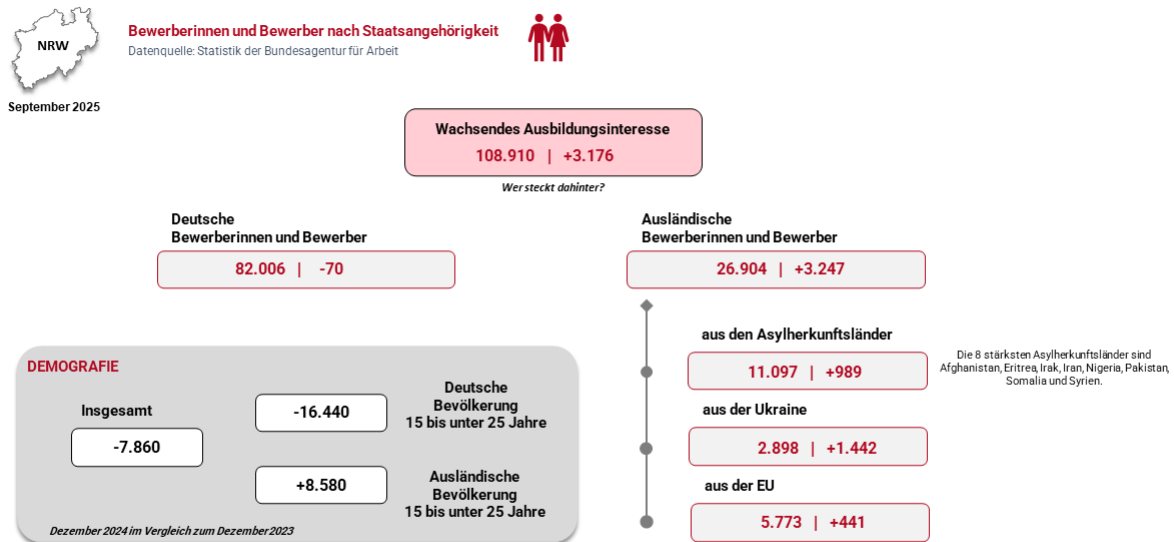 NRW
September 2025
Bewerberinnen und Bewerber nach Staatsangehörigkeit
Datenquelle: Statistik der Bundesagentur für Arbeit
Wachsendes Ausbildungsinteresse
108.910 | +3.176
Wer steckt dahinter?
Deutsche
Bewerberinnen und Bewerber
82.006 | -70
Ausländische
Bewerberinnen und Bewerber
26.904 | +3.247
aus den Asylherkunftsländer
11.097 | +989
Die 8 stärksten Asylherkunftsländer sind
Afghanistan, Eritrea, Irak, Iran, Nigeria, Pakistan,
Somalia und Syrien.
aus der Ukraine
2.898 | +1.442
aus der EU
5.773 | +441
DEMOGRAFIE
Insgesamt
-7.860
-16.440
Deutsche
Bevölkerung
15 bis unter 25 Jahre
+8.580
Ausländische
Bevölkerung
15 bis unter 25 Jahre
Dezember 2024 im Vergleich zum Dezember 2023